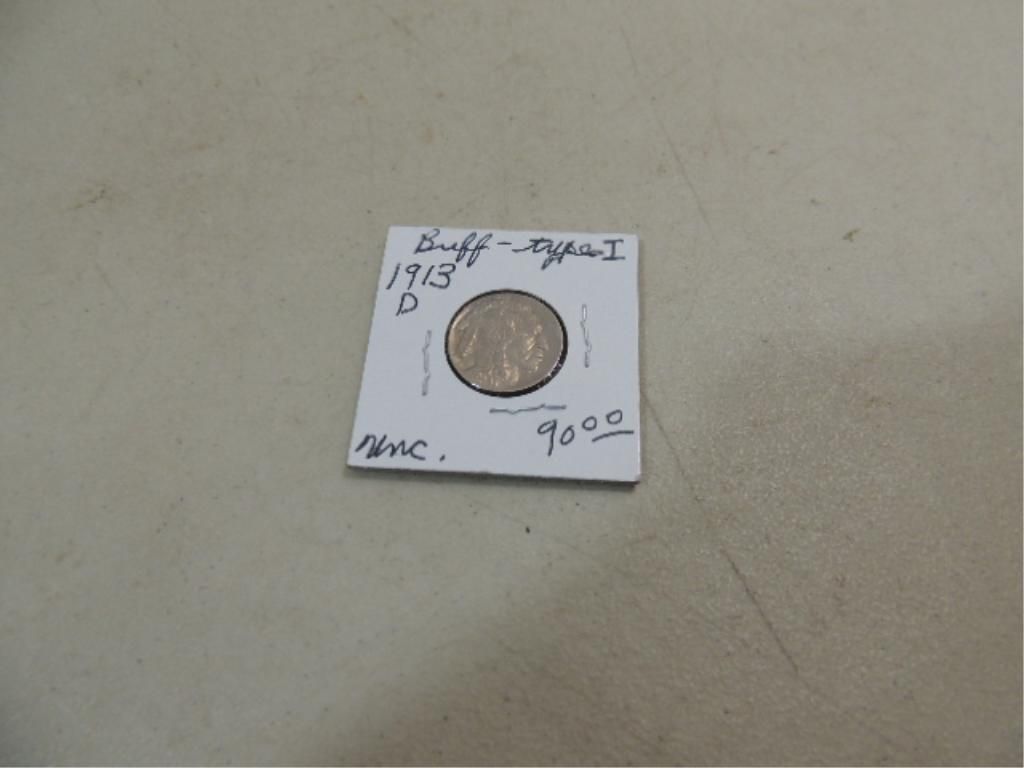 Buff - type I
1913
D
unc.
90⁰⁰